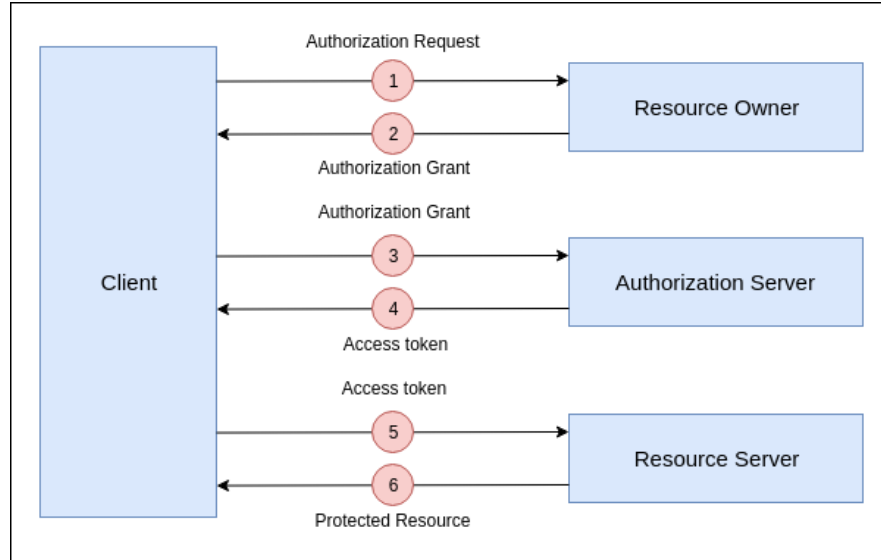 Authorization Request
1
Resource Owner
2
Authorization Grant
Authorization Grant
3
Client
Authorization Server
4
Access token
Access token
5
Resource Server
6
Protected Resource